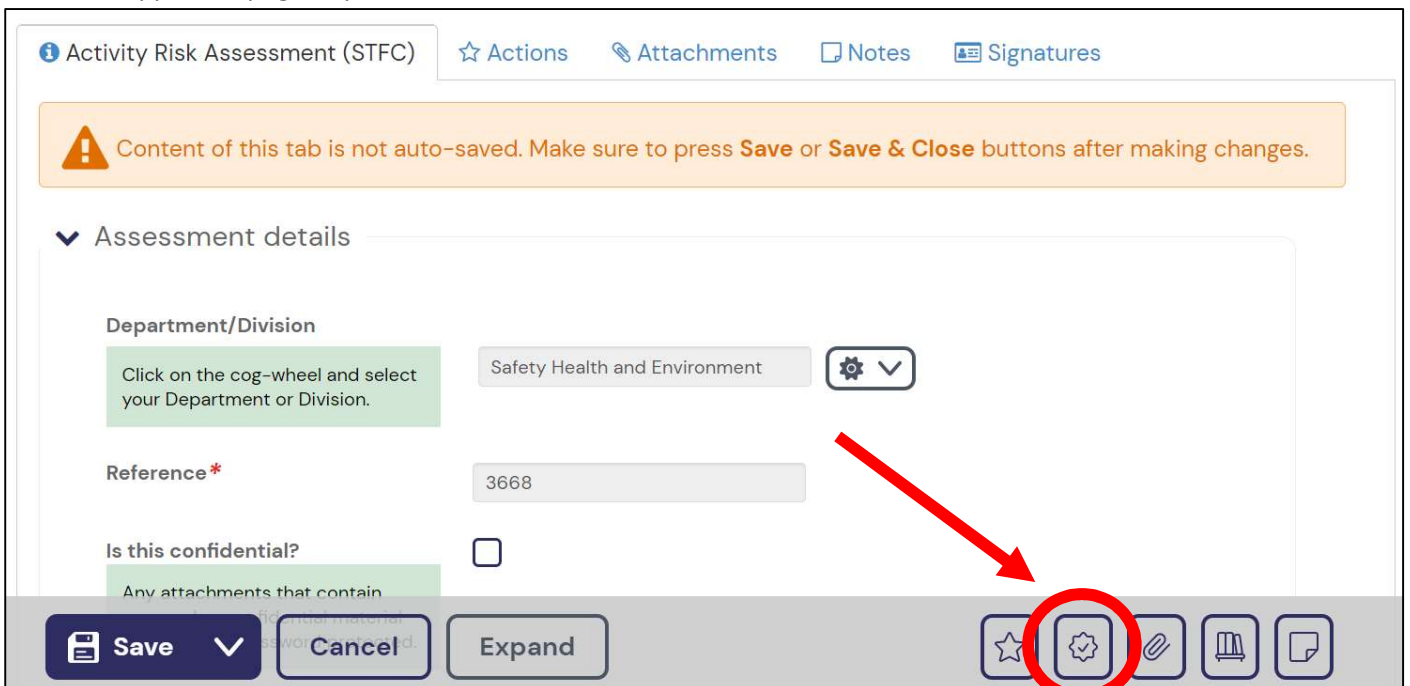 Activity Risk Assessment (STFC) Actions Attachments Notes Signatures
Content of this tab is not auto-saved. Make sure to press Save or Save & Close buttons after making changes.
Assessment details
Department/Division
Click on the cog-wheel and select
your Department or Division.
Safety Health and Environment
Reference*
3668
Is this confidential?
Any attachments that contain
Save Cancel Expand